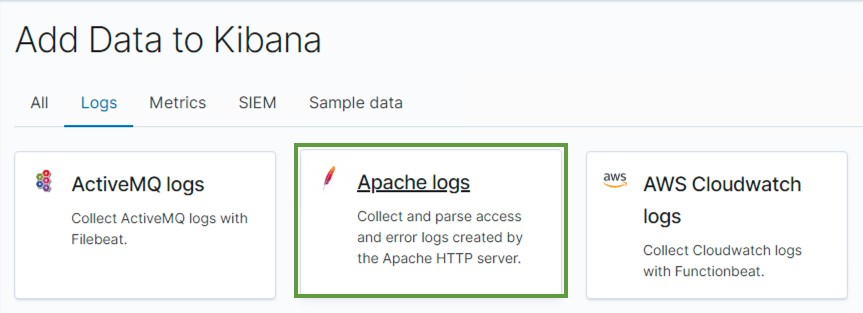 Add Data to Kibana
All Logs Metrics SIEM Sample data
ActiveMQ logs
Collect ActiveMQ logs with
Filebeat.
Apache logs
Collect and parse access
and error logs created by
the Apache HTTP server.
aws
AWS Cloudwatch
logs
Collect Cloudwatch logs
with Functionbeat.